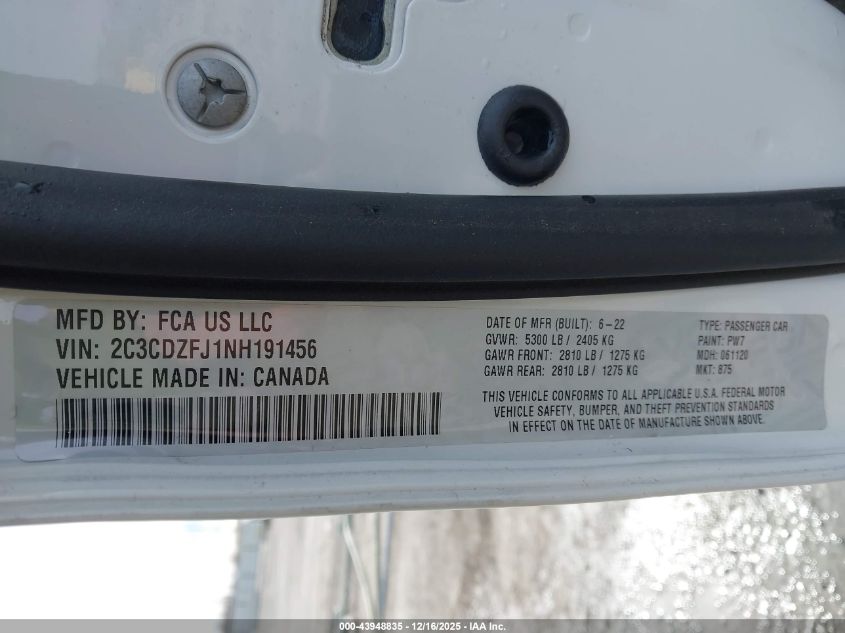 MFD BY: FCA US LLC
VIN: 2C3CDZFJ1NH191456
VEHICLE MADE IN: CANADA
DATE OF MFR (BUILT): 6-22
GVWR: 5300 LB / 2405 KG
GAWR FRONT: 2810 LB / 1275 KG
GAWR REAR: 2810 LB / 1275 KG
TYPE: PASSENGER CAR
PAINT: PW7
MDH: 061120
MKT: 875
THIS VEHICLE CONFORMS TO ALL APPLICABLE U.S.A. FEDERAL MOTOR
VEHICLE SAFETY, BUMPER, AND THEFT PREVENTION STANDARDS
IN EFFECT ON THE DATE OF MANUFACTURE SHOWN ABOVE.
000-43948835 - 12/16/2025 - IAA Inc.